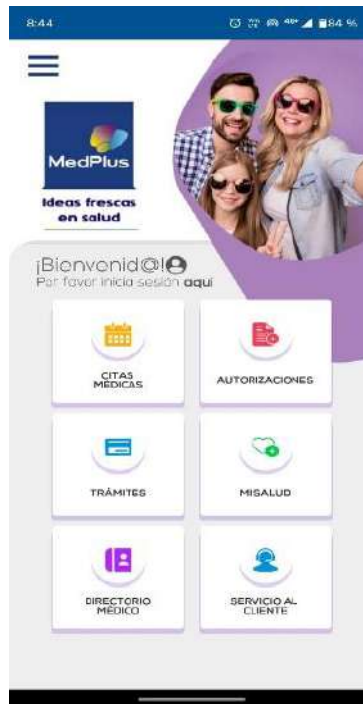 8:44
84 %
MedPlus
Ideas frescas
en salud
¡Bienvenid@!
Por favor inicia sesión aquí
CITAS
MÉDICAS
AUTORIZACIONES
TRÁMITES
MISALUD
DIRECTORIO
MÉDICO
SERVICIO AL
CLIENTE